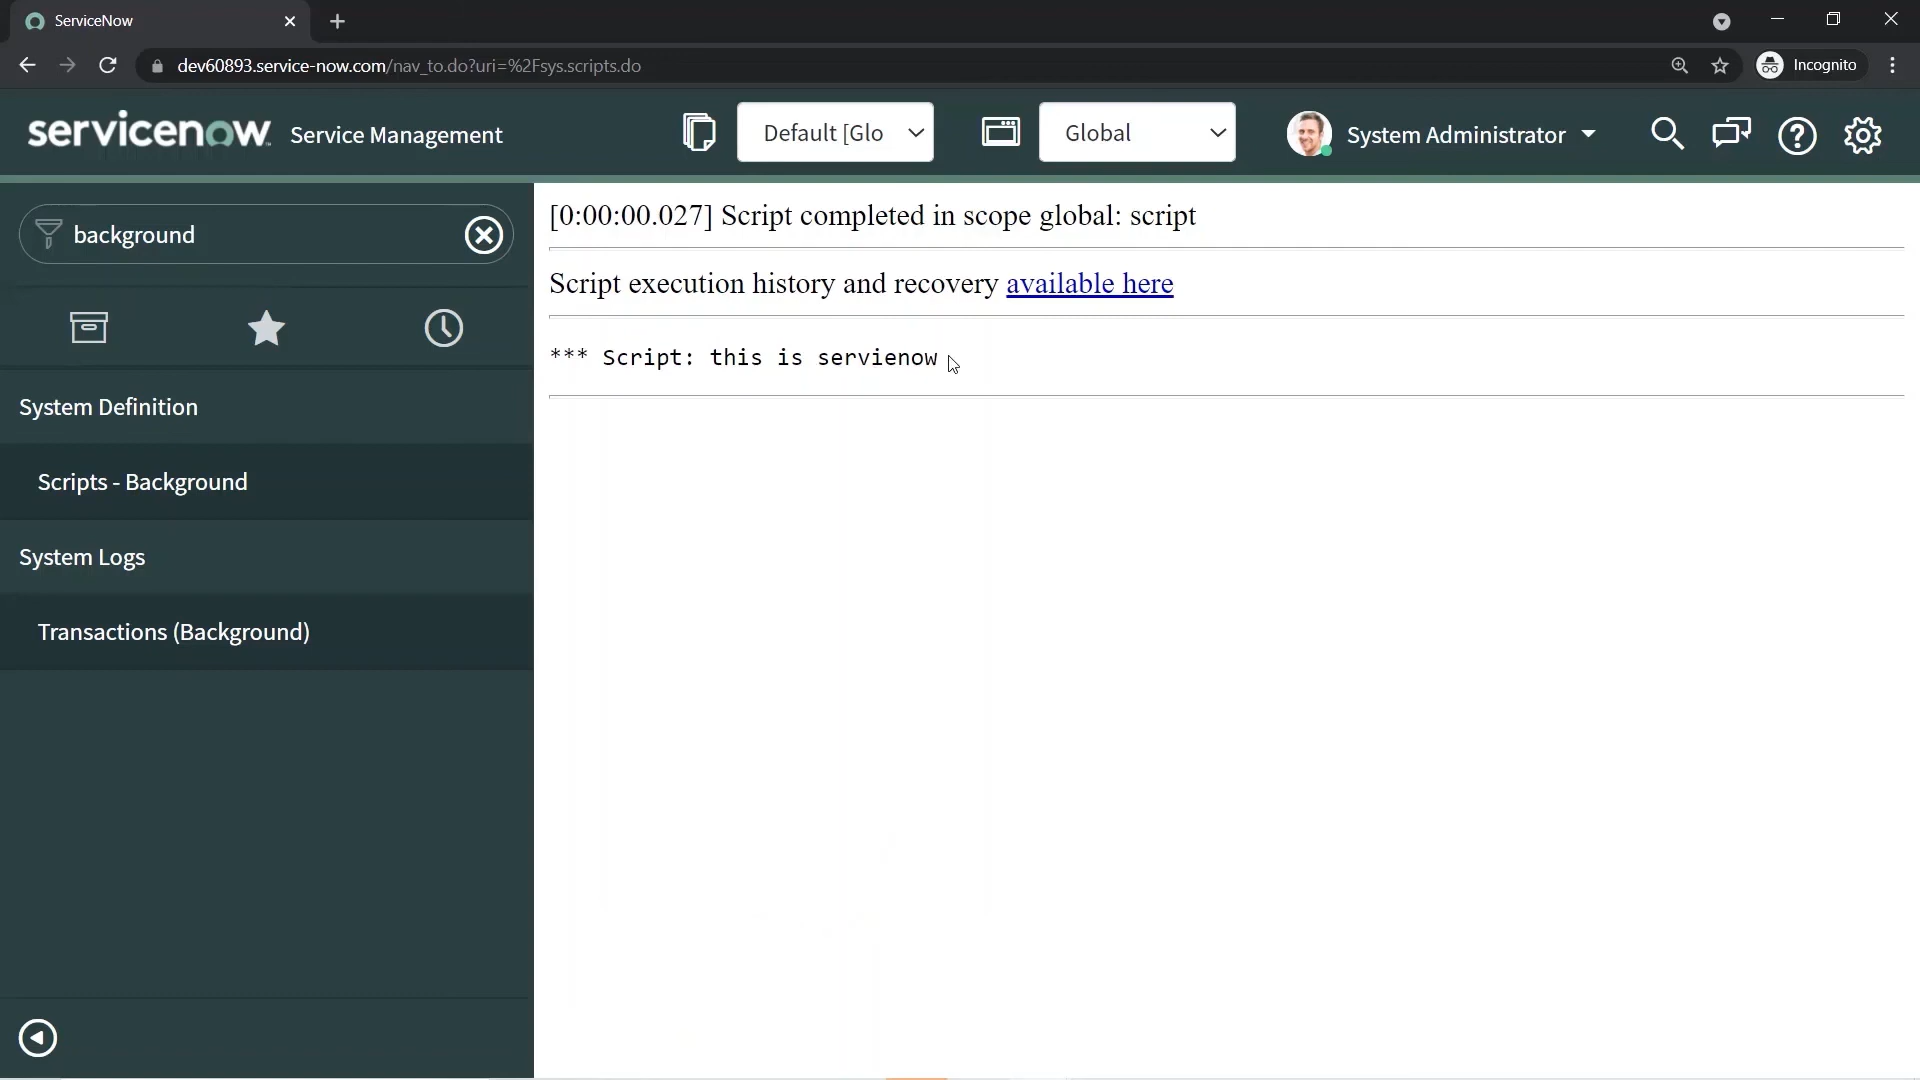 ServiceNow
dev60893.service-now.com/nav_to.do?uri=%2Fsys.scripts.do
Incognito
servicenow Service Management
Default [Glo
Global
System Administrator
background
[0:00:00.027] Script completed in scope global: script
Script execution history and recovery available here
*** Script: this is servienow
System Definition
Scripts - Background
System Logs
Transactions (Background)